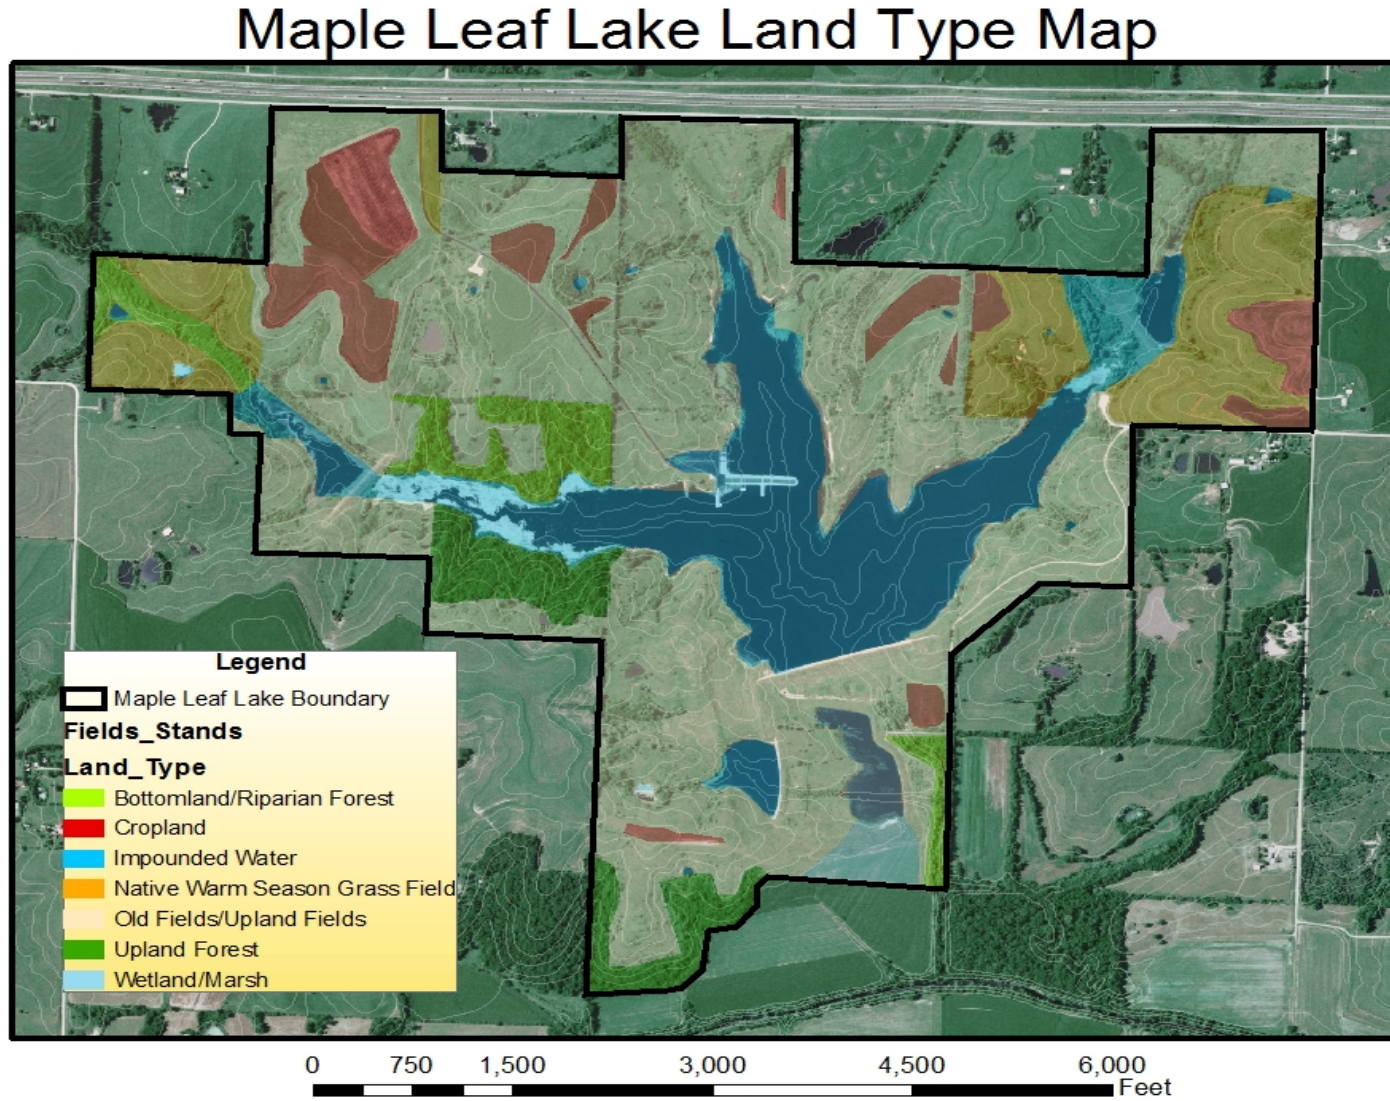 Maple Leaf Lake Land Type Map
Legend
Maple Leaf Lake Boundary
Fields_Stands
Land_Type
Bottomland/Riparian Forest
Cropland
Impounded Water
Native Warm Season Grass Field
Old Fields/Upland Fields
Upland Forest
Wetland/Marsh
0 750 1,500 3,000 4,500 6,000
Feet